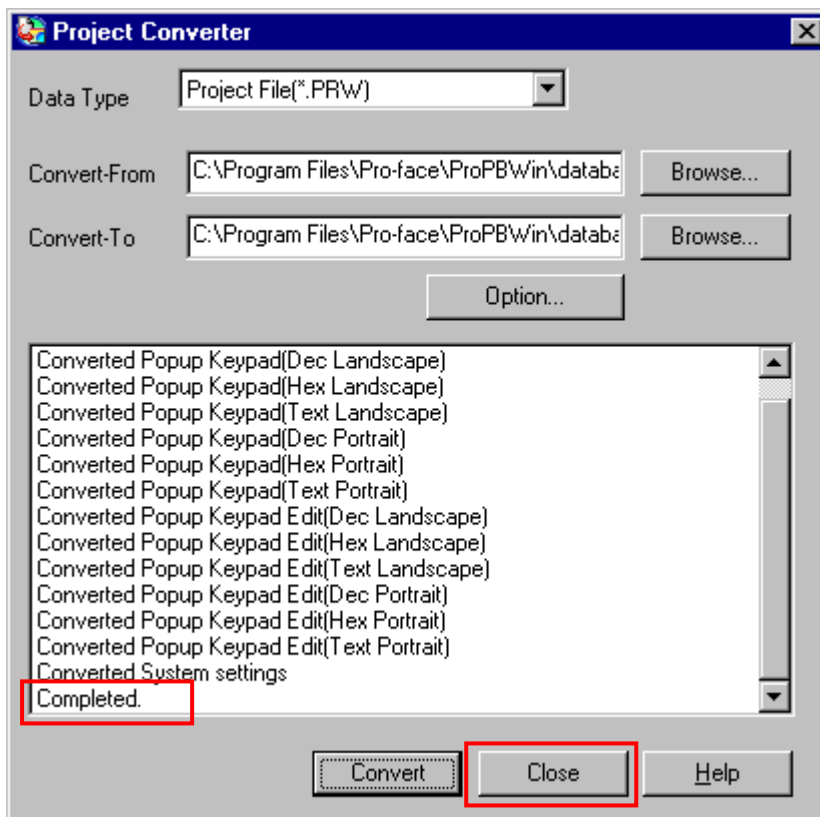 Project Converter
Data Type
Project File(*.PRW)
Convert-From
C:\Program Files\Pro-face\ProPBWin\databa
Browse...
Convert-To
C:\Program Files\Pro-face\ProPBWin\databa
Browse...
Option...
Converted Popup Keypad(Dec Landscape)
Converted Popup Keypad(Hex Landscape)
Converted Popup Keypad(Text Landscape)
Converted Popup Keypad(Dec Portrait)
Converted Popup Keypad(Hex Portrait)
Converted Popup Keypad(Text Portrait)
Converted Popup Keypad Edit(Dec Landscape)
Converted Popup Keypad Edit(Hex Landscape)
Converted Popup Keypad Edit(Text Landscape)
Converted Popup Keypad Edit(Dec Portrait)
Converted Popup Keypad Edit(Hex Portrait)
Converted Popup Keypad Edit(Text Portrait)
Converted System settings
Completed.
Convert
Close
Help